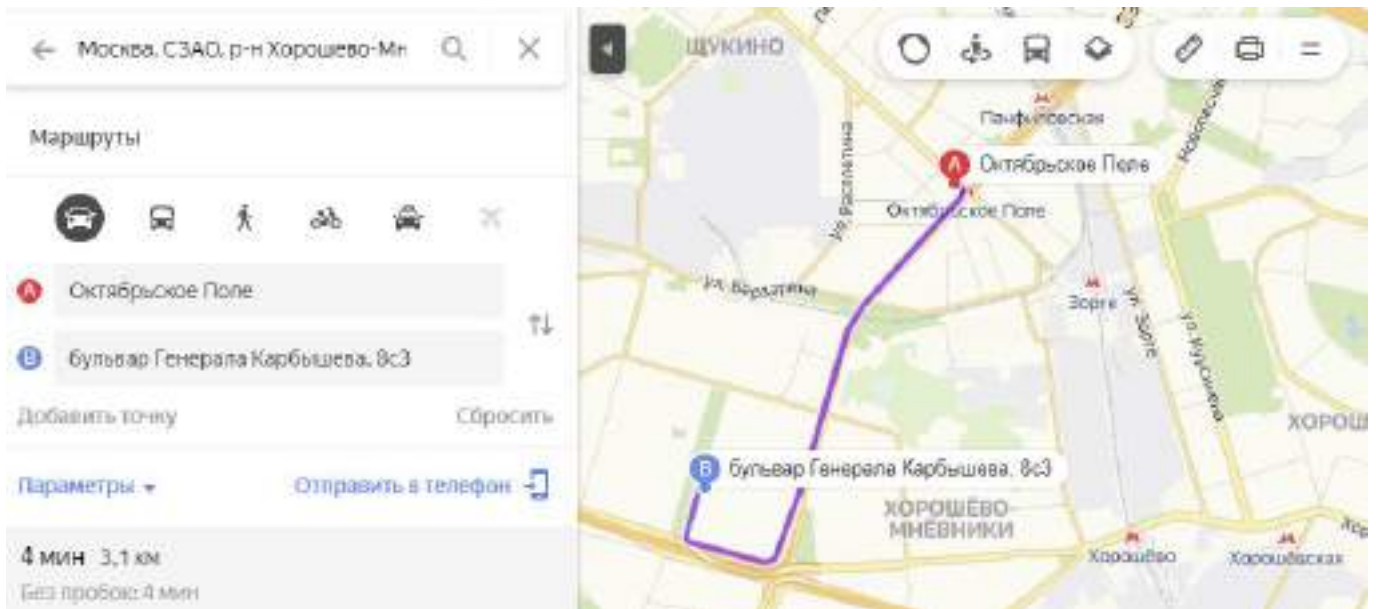 Москва, СЗАО, р-н Хорошево-Мн
Маршруты
A Октябрьское Поле
B бульвар Генерала Карбышева, 8с3
Добавить точку Сбросить
Параметры Отправить в телефон
4 мин 3,1 км
Без пробок: 4 мин
ЩУКИНО
Панфиловская
A Октябрьское Поле
Октябрьское Поле
ул. Расплетина
ул. Берзарина
Зорге
ул. Зорге
ул. Куусинена
ХОРОШ
B бульвар Генерала Карбышева, 8с3
ХОРОШЁВО-
МНЁВНИКИ
Хорошёво
Хорошёвская